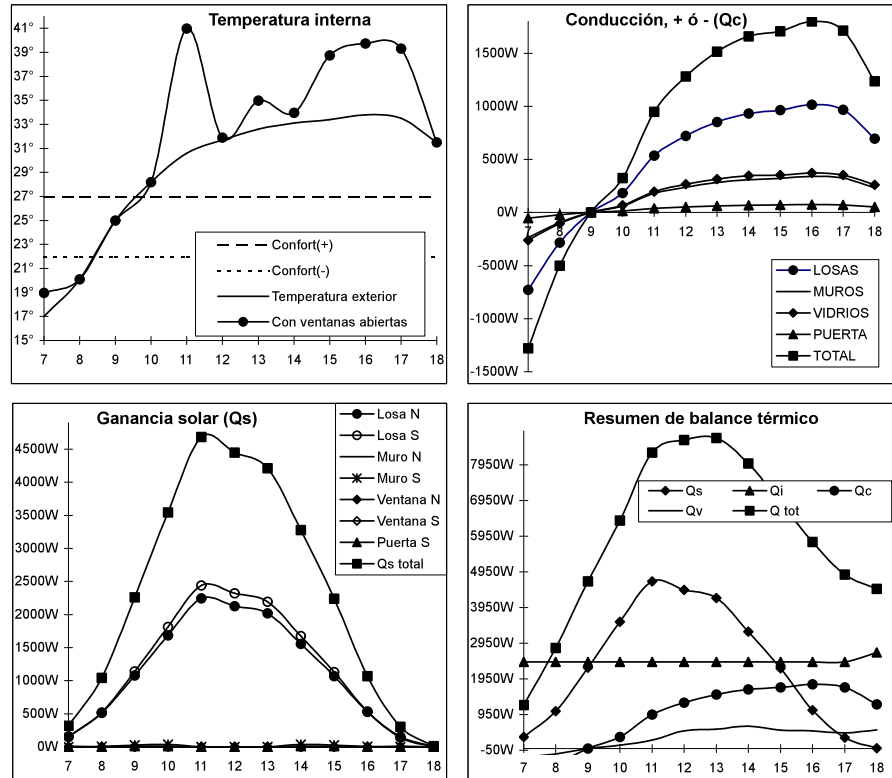 Temperatura interna
41°
39°
37°
35°
33°
31°
29°
27°
25°
23°
21°
19°
17°
15°
7 8 9 10 11 12 13 14 15 16 17 18
Confort(+)
Confort(-)
Temperatura exterior
Con ventanas abiertas
Conducción, + ó - (Qc)
1500W
1000W
500W
0W
-500W
-1000W
-1500W
7 8 9 10 11 12 13 14 15 16 17 18
LOSAS
MUROS
VIDRIOS
PUERTA
TOTAL
Ganancia solar (Qs)
4500W
4000W
3500W
3000W
2500W
2000W
1500W
1000W
500W
0W
7 8 9 10 11 12 13 14 15 16 17 18
Losa N
Losa S
Muro N
Muro S
Ventana N
Ventana S
Puerta S
Qs total
Resumen de balance térmico
7950W
6950W
5950W
4950W
3950W
2950W
1950W
950W
-50W
7 8 9 10 11 12 13 14 15 16 17 18
Qs Qi Qc
Qv Q tot